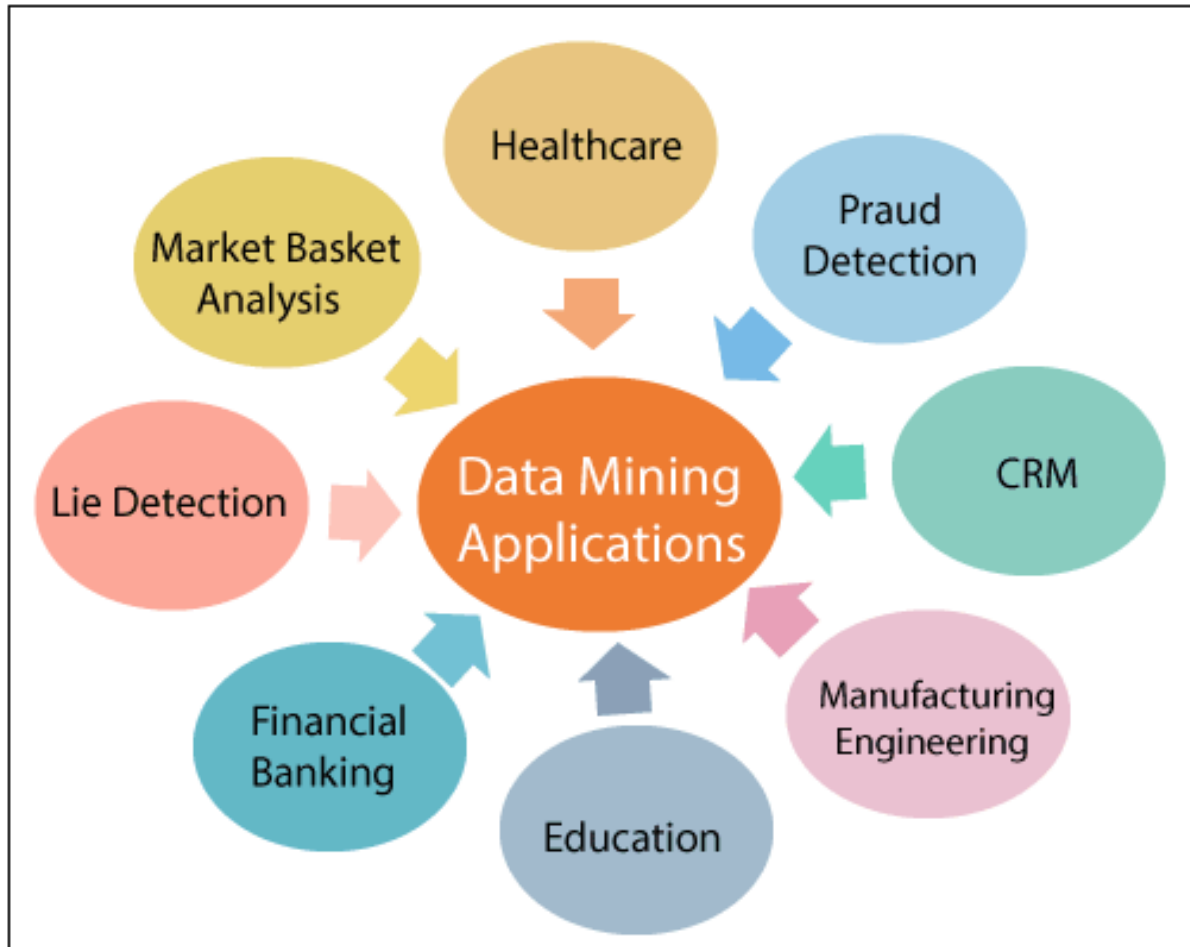 Healthcare
Praud
Detection
Market Basket
Analysis
CRM
Data Mining
Applications
Lie Detection
Manufacturing
Engineering
Financial
Banking
Education